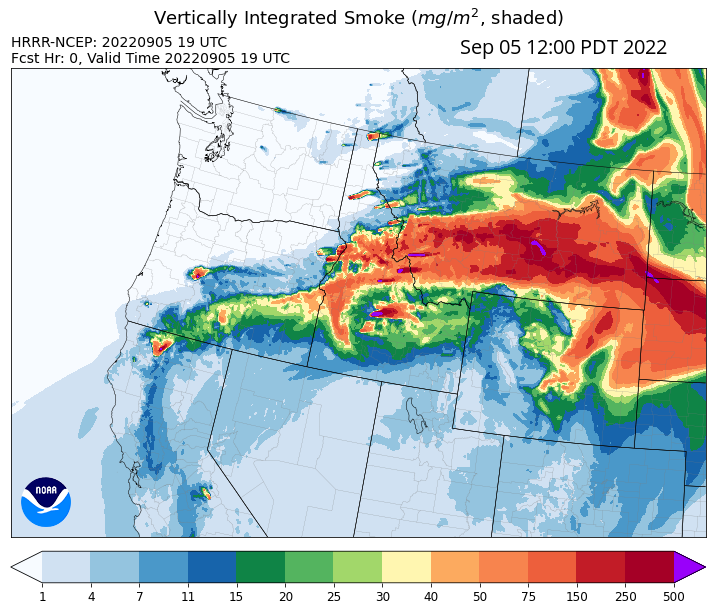 Vertically Integrated Smoke (mg/m², shaded)
HRRR-NCEP: 20220905 19 UTC
Fcst Hr: 0, Valid Time 20220905 19 UTC
Sep 05 12:00 PDT 2022
NOAA
1 4 7 11 15 20 25 30 40 50 75 150 250 500